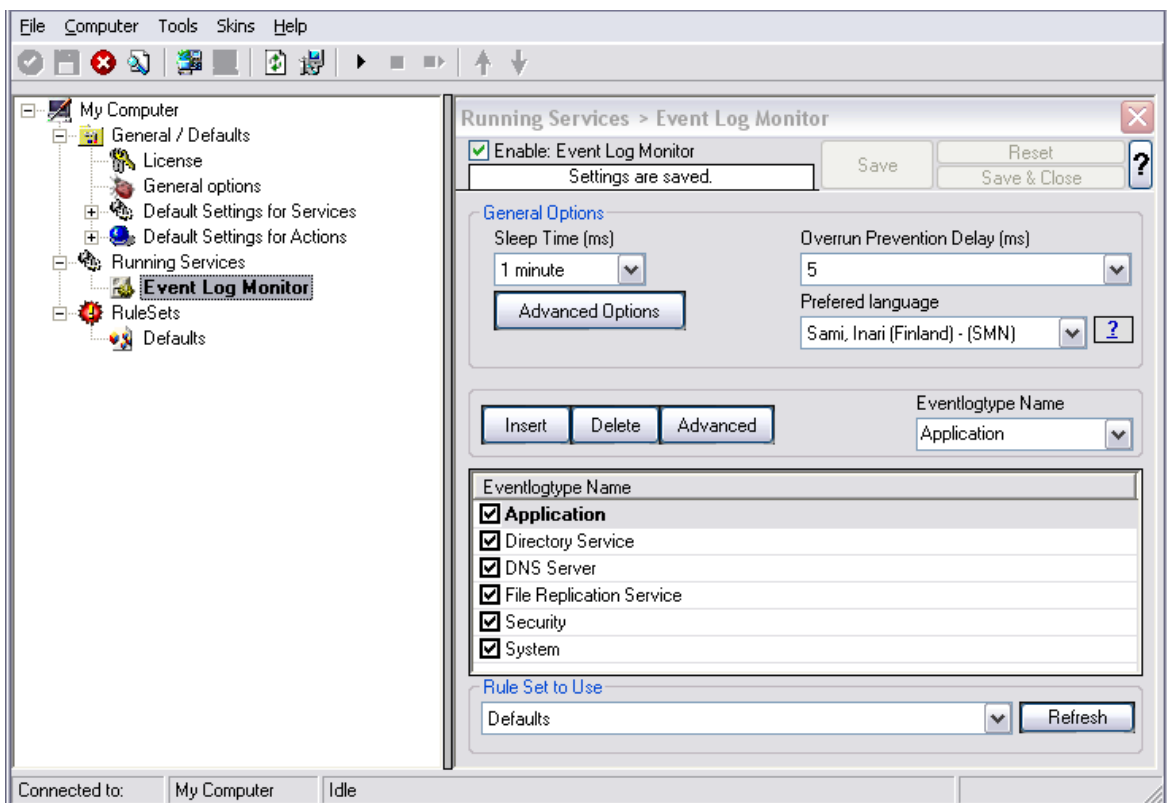 File Computer Tools Skins Help
My Computer
General / Defaults
License
General options
Default Settings for Services
Default Settings for Actions
Running Services
Event Log Monitor
RuleSets
Defaults
Running Services > Event Log Monitor
Enable: Event Log Monitor
Settings are saved.
Save
Reset
Save & Close
?
General Options
Sleep Time (ms)
1 minute
Advanced Options
Overrun Prevention Delay (ms)
5
Prefered language
Sami, Inari (Finland) - (SMN)
?
Insert Delete Advanced
Eventlogtype Name
Application
Eventlogtype Name
Application
Directory Service
DNS Server
File Replication Service
Security
System
Rule Set to Use
Defaults
Refresh
Connected to: My Computer Idle